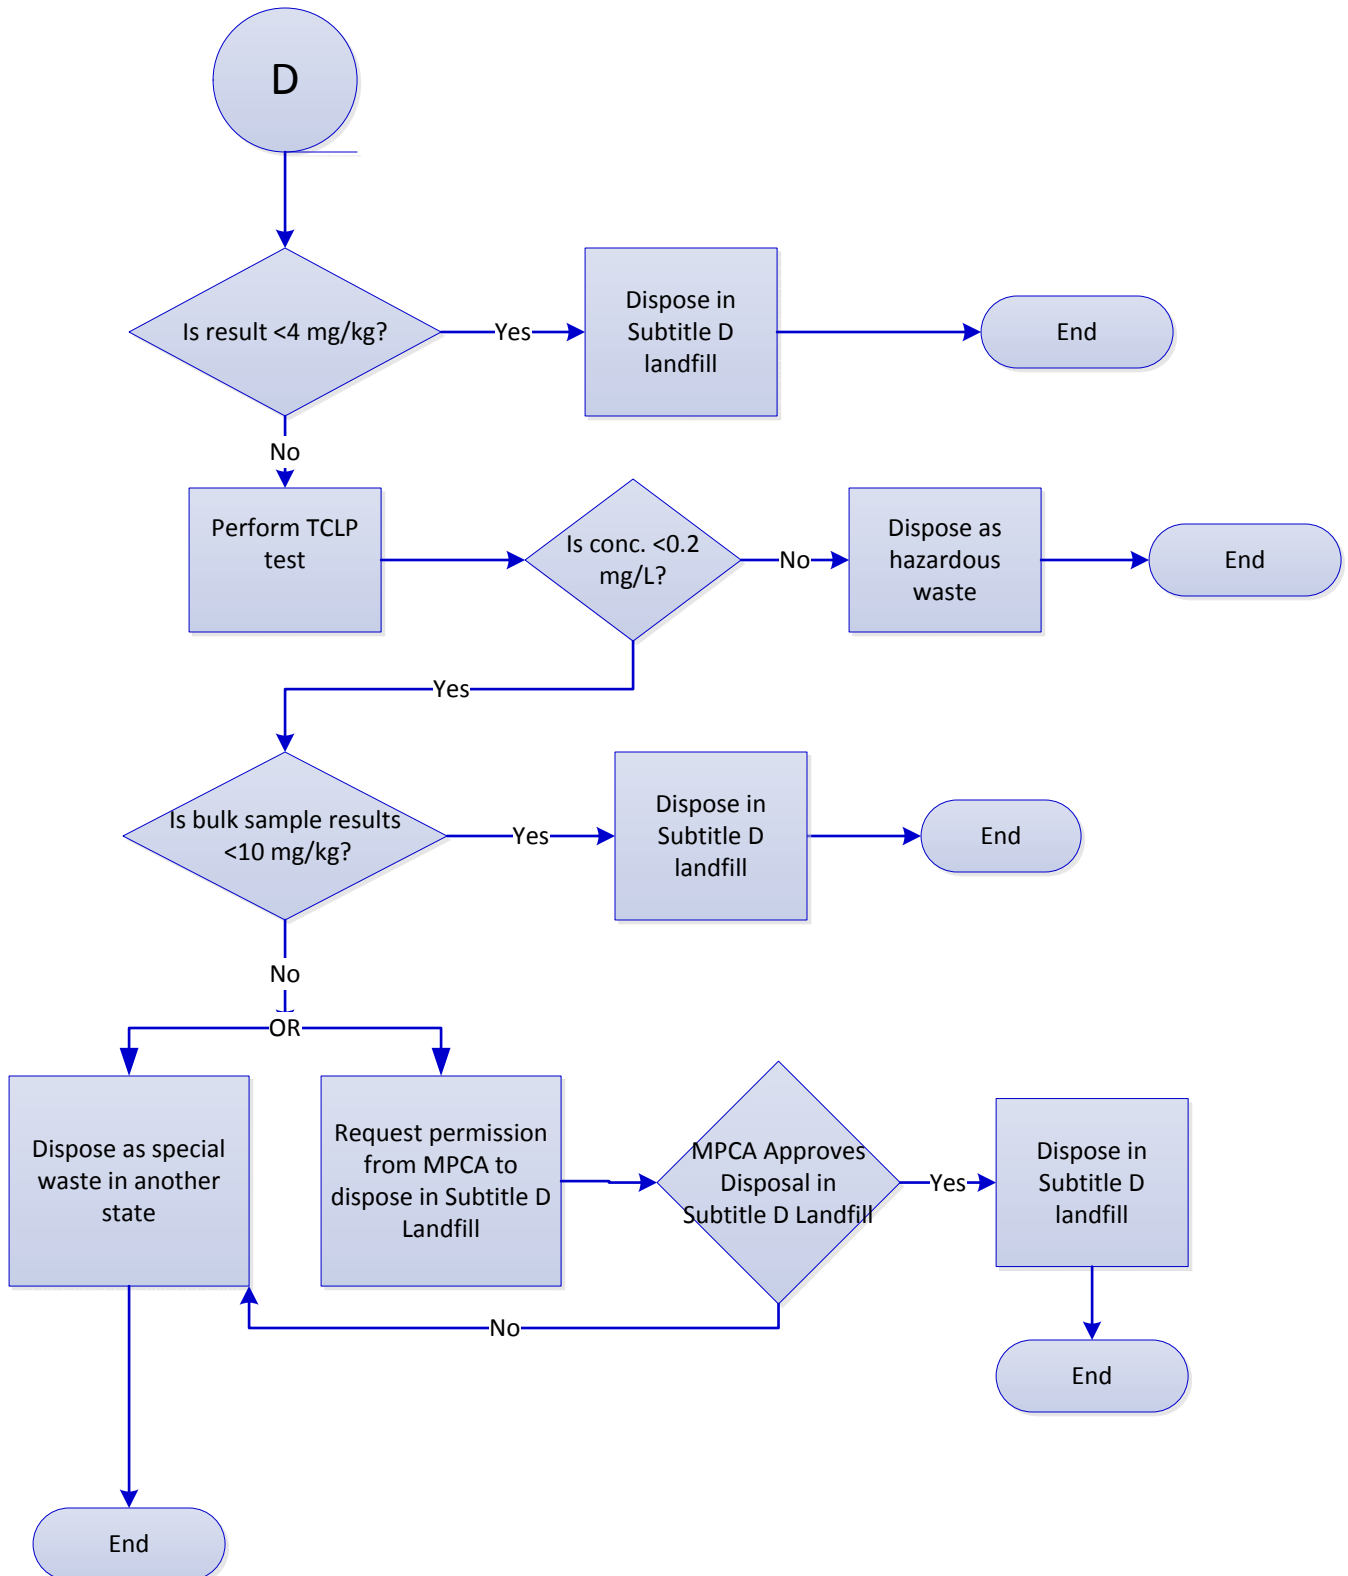 D
Is result <4 mg/kg?
Yes
Dispose in
Subtitle D
landfill
End
No
Perform TCLP
test
Is conc. <0.2
mg/L?
No
Dispose as
hazardous
waste
End
Yes
Is bulk sample results
<10 mg/kg?
Yes
Dispose in
Subtitle D
landfill
End
No
OR
Dispose as special
waste in another
state
Request permission
from MPCA to
dispose in Subtitle D
Landfill
MPCA Approves
Disposal in
Subtitle D Landfill
Yes
Dispose in
Subtitle D
landfill
No
End
End